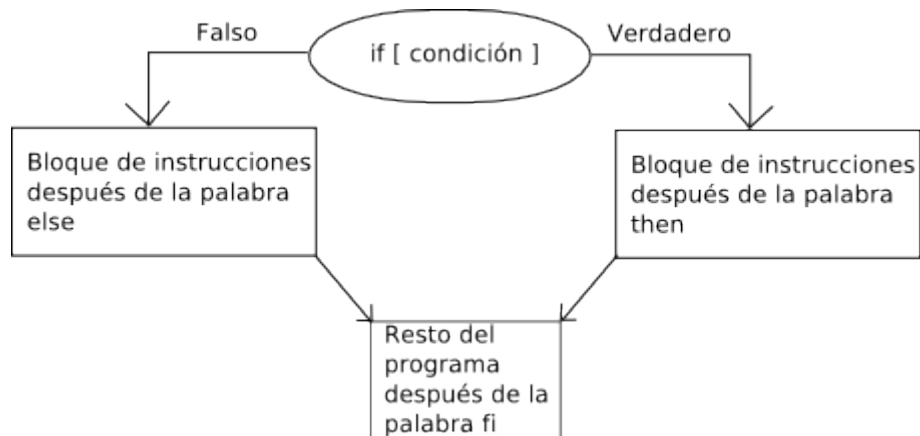 Falso
if [ condición ]
Verdadero
Bloque de instrucciones
después de la palabra
else
Bloque de instrucciones
después de la palabra
then
Resto del
programa
después de la
palabra fi